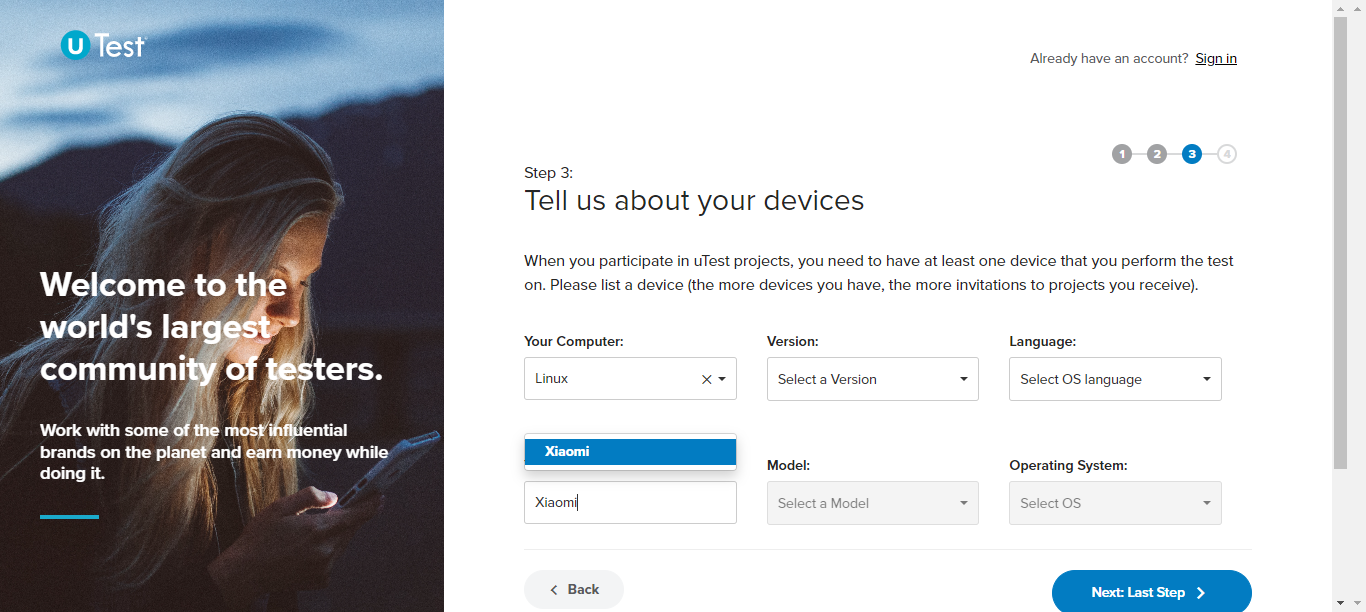 uTest
Already have an account? Sign in
1 2 3 4
Step 3:
Tell us about your devices
When you participate in uTest projects, you need to have at least one device that you perform the test
on. Please list a device (the more devices you have, the more invitations to projects you receive).
Welcome to the
world's largest
community of testers.
Work with some of the most influential
brands on the planet and earn money while
doing it.
Your Computer: Version: Language:
Linux Select a Version Select OS language
Xiaomi
Model: Operating System:
Xiaomi Select a Model Select OS
Back Next: Last Step